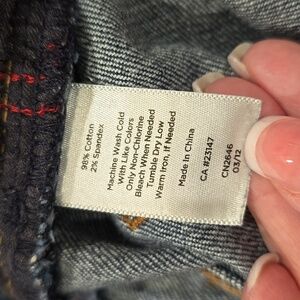 98% Cotton
2% Spandex
Machine Wash Cold
With Like Colors
Only Non-Chlorine
Bleach When Needed
Tumble Dry Low
Warm Iron, If Needed
Made in China
CA #23147
CN2646
03/12